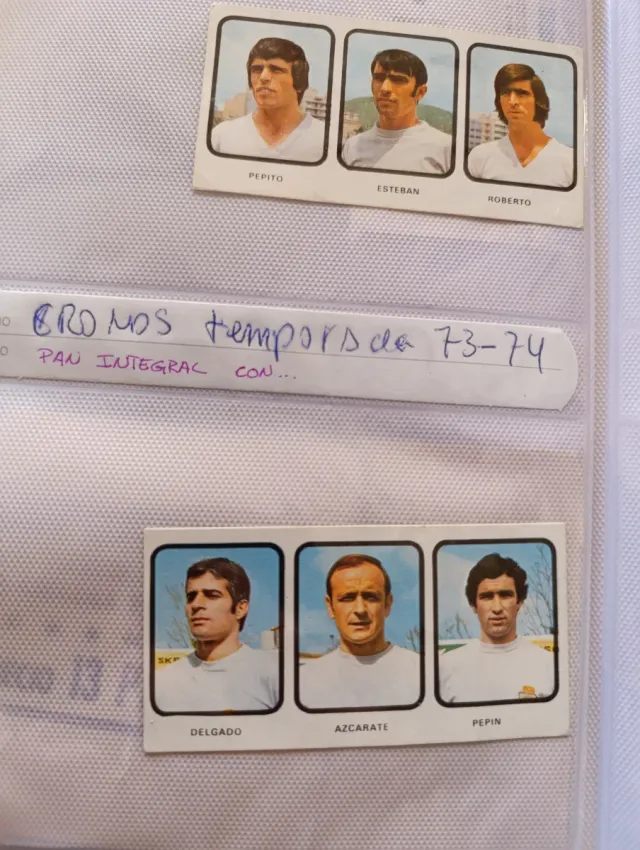 PEPITO
ESTEBAN
ROBERTO
CROMOS temporada 73-74
PAN INTEGRAL CON...
DELGADO
AZCARATE
PEPIN